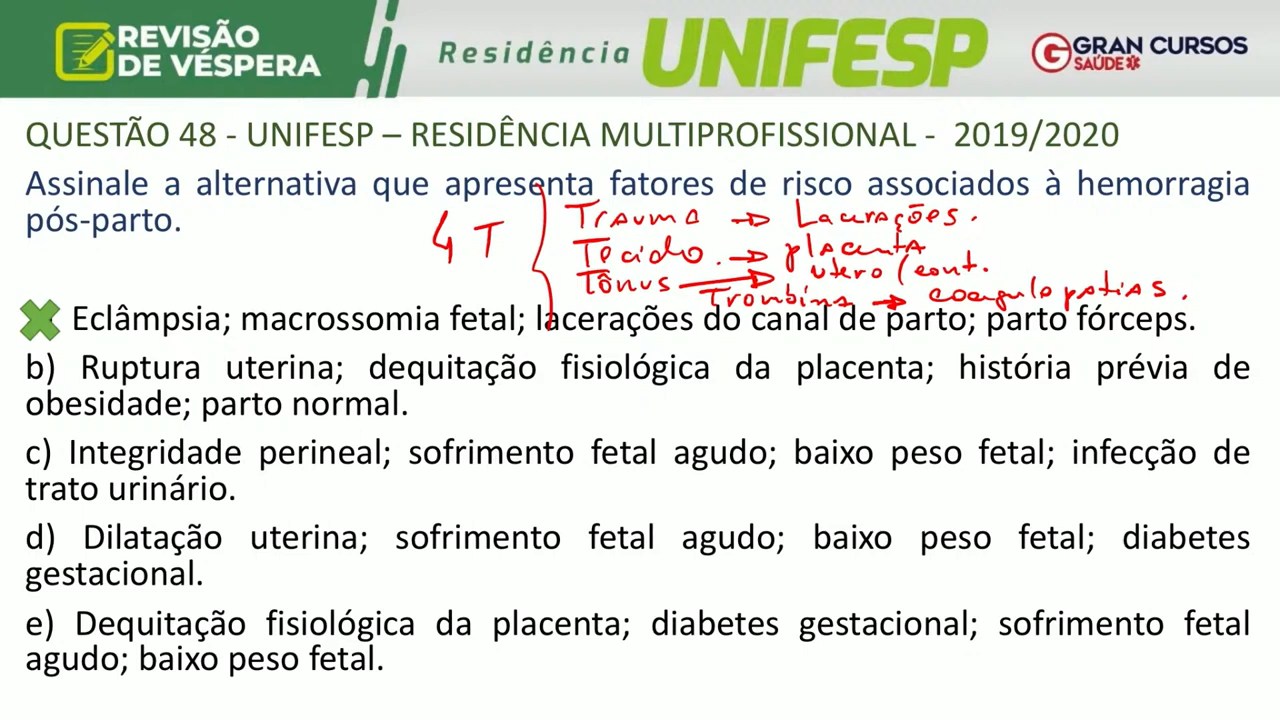 REVISÃO
DE VÉSPERA
Residência UNIFESP
GRAN CURSOS
SAÚDE
QUESTÃO 48 - UNIFESP – RESIDÊNCIA MULTIPROFISSIONAL - 2019/2020
Assinale a alternativa que apresenta fatores de risco associados à hemorragia
pós-parto.
4 T
Trauma → Lacerações.
Tecido. → placenta
Tônus → útero (cont.
Trombina → coagulopatias.
Eclâmpsia; macrossomia fetal; lacerações do canal de parto; parto fórceps.
b) Ruptura uterina; dequitação fisiológica da placenta; história prévia de
obesidade; parto normal.
c) Integridade perineal; sofrimento fetal agudo; baixo peso fetal; infecção de
trato urinário.
d) Dilatação uterina; sofrimento fetal agudo; baixo peso fetal; diabetes
gestacional.
e) Dequitação fisiológica da placenta; diabetes gestacional; sofrimento fetal
agudo; baixo peso fetal.